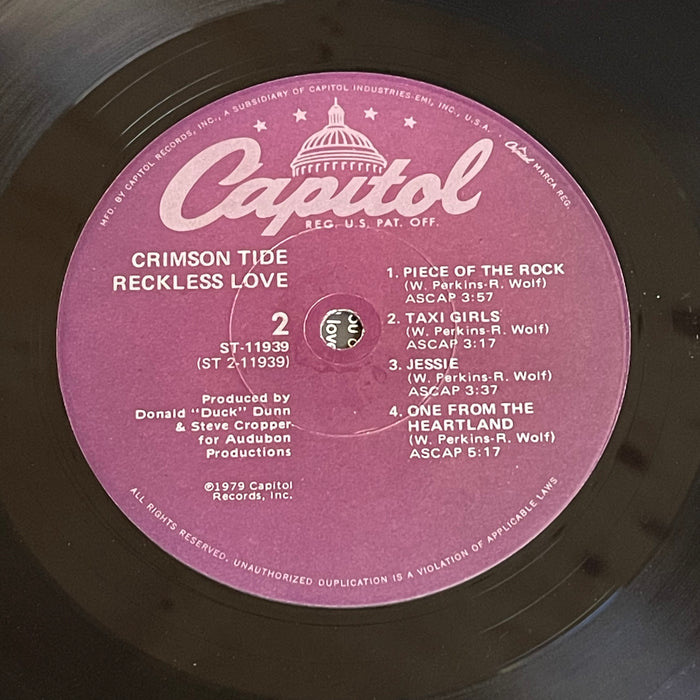 MFD. BY CAPITOL RECORDS, INC., A SUBSIDIARY OF CAPITOL INDUSTRIES-EMI, INC., U.S.A. · Capitol MARCA REG.
Capitol
REG. U.S. PAT. OFF.
CRIMSON TIDE
RECKLESS LOVE
2
ST-11939
(ST 2-11939)
Produced by
Donald "Duck" Dunn
& Steve Cropper
for Audubon
Productions
℗1979 Capitol
Records, Inc.
1. PIECE OF THE ROCK
(W. Perkins-R. Wolf)
ASCAP 3:57
2. TAXI GIRLS
(W. Perkins-R. Wolf)
ASCAP 3:17
3. JESSIE
(W. Perkins-R. Wolf)
ASCAP 3:37
4. ONE FROM THE
HEARTLAND
(W. Perkins-R. Wolf)
ASCAP 5:17
love
ALL RIGHTS RESERVED. UNAUTHORIZED DUPLICATION IS A VIOLATION OF APPLICABLE LAWS